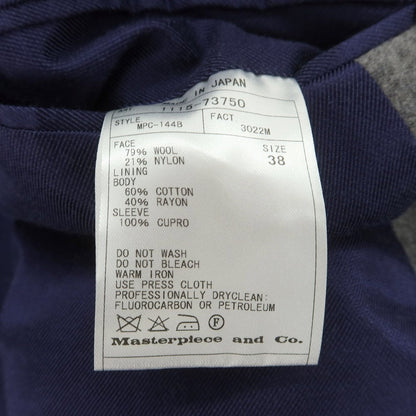 IN JAPAN
1115-73750
STYLE FACT
MPC-144B 3022M
FACE SIZE
79% WOOL 38
21% NYLON
LINING
BODY
60% COTTON
40% RAYON
SLEEVE
100% CUPRO
DO NOT WASH
DO NOT BLEACH
WARM IRON
USE PRESS CLOTH
PROFESSIONALLY DRYCLEAN:
FLUOROCARBON OR PETROLEUM
F
Masterpiece and Co.